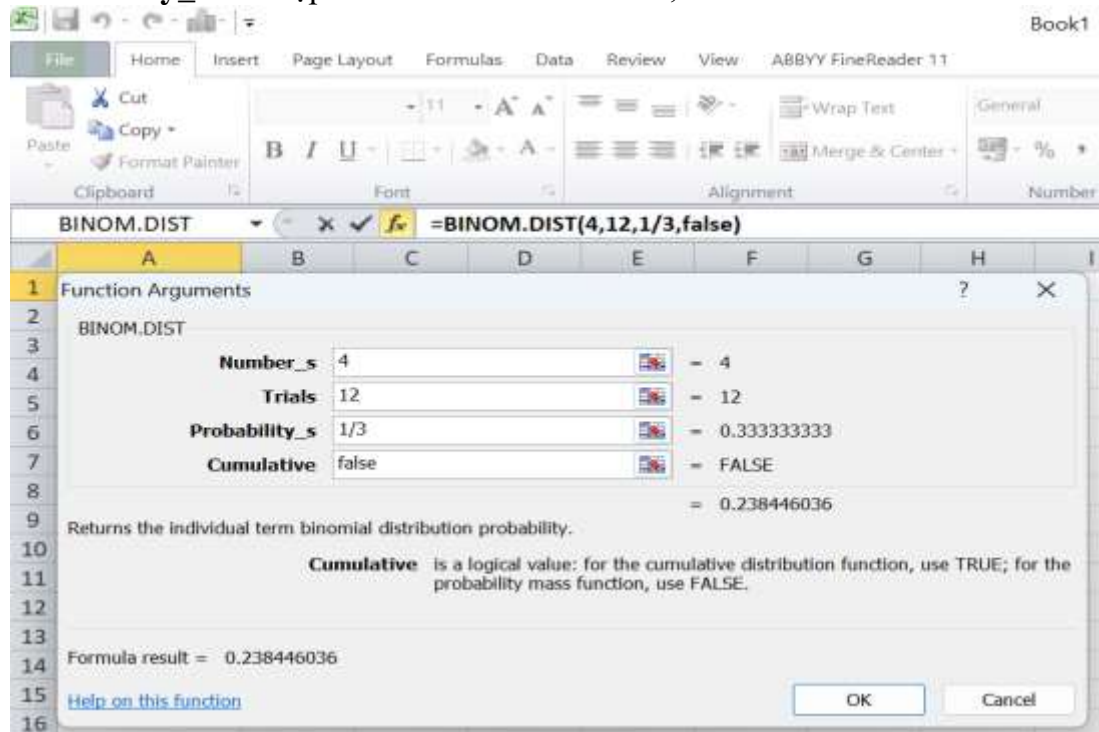 Book1
File Home Insert Page Layout Formulas Data Review View ABBYY FineReader 11
Cut
Copy
Paste
Format Painter
11 A A
Wrap Text
General
B I U
A
Merge & Center
%
Clipboard Font Alignment Number
BINOM.DIST fx =BINOM.DIST(4,12,1/3,false)
A B C D E F G H I
1 Function Arguments ? ×
2 BINOM.DIST
3 Number_s 4 = 4
4
5 Trials 12 = 12
6 Probability_s 1/3 = 0.333333333
7 Cumulative false = FALSE
8 = 0.238446036
9 Returns the individual term binomial distribution probability.
10 Cumulative is a logical value: for the cumulative distribution function, use TRUE; for the
11 probability mass function, use FALSE.
12
13
14 Formula result = 0.238446036
15 Help on this function OK Cancel
16